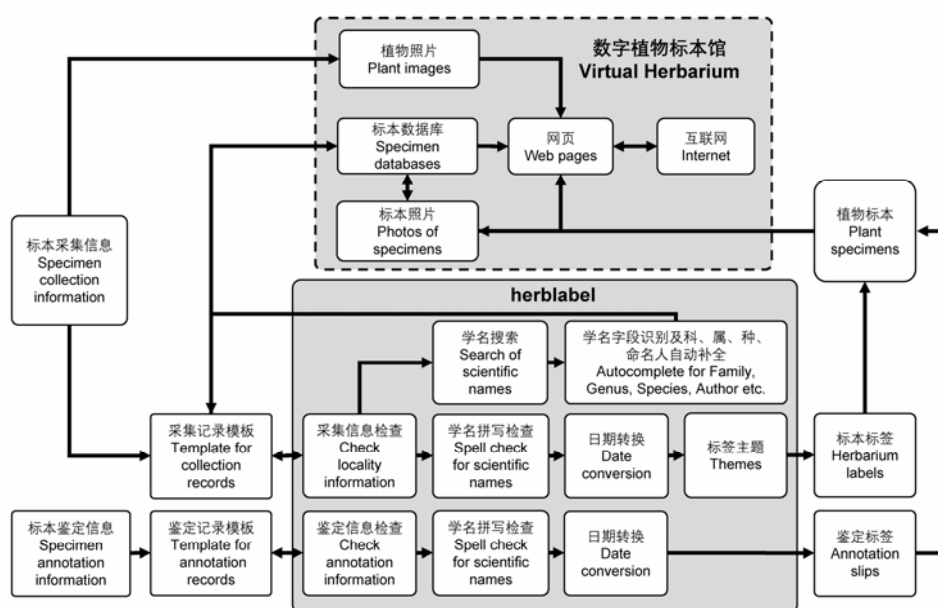 数字植物标本馆
Virtual Herbarium
植物照片
Plant images
标本数据库
Specimen
databases
网页
Web pages
互联网
Internet
标本照片
Photos of
specimens
植物标本
Plant
specimens
标本采集信息
Specimen
collection
information
herblabel
学名搜索
Search of
scientific
names
学名字段识别及科、属、种、
命名人自动补全
Autocomplete for Family,
Genus, Species, Author etc.
采集记录模板
Template for
collection
records
采集信息检查
Check
locality
information
学名拼写检查
Spell check
for scientific
names
日期转换
Date
conversion
标签主题
Themes
标本标签
Herbarium
labels
标本鉴定信息
Specimen
annotation
information
鉴定记录模板
Template for
annotation
records
鉴定信息检查
Check
annotation
information
学名拼写检查
Spell check
for scientific
names
日期转换
Date
conversion
鉴定标签
Annotation
slips